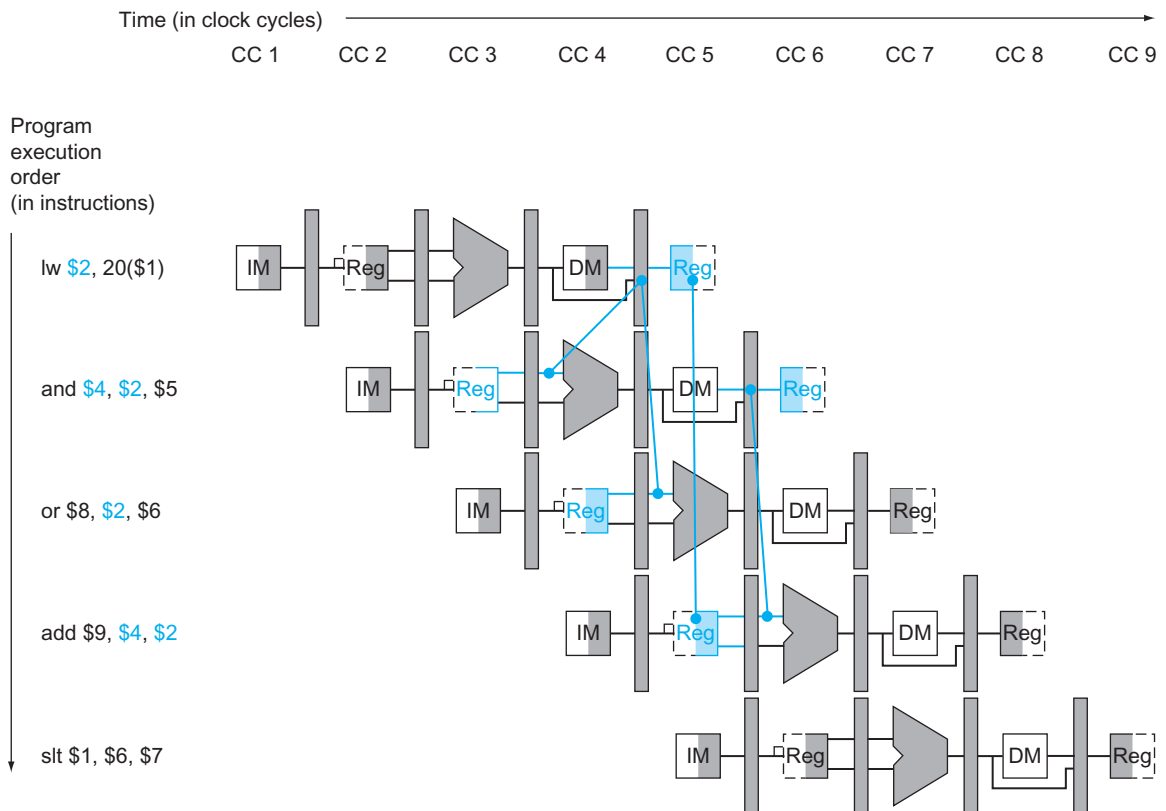 Time (in clock cycles)
CC 1 CC 2 CC 3 CC 4 CC 5 CC 6 CC 7 CC 8 CC 9
Program
execution
order
(in instructions)
lw $2, 20($1) IM Reg DM Reg
and $4, $2, $5 IM Reg DM Reg
or $8, $2, $6 IM Reg DM Reg
add $9, $4, $2 IM Reg DM Reg
slt $1, $6, $7 IM Reg DM Reg